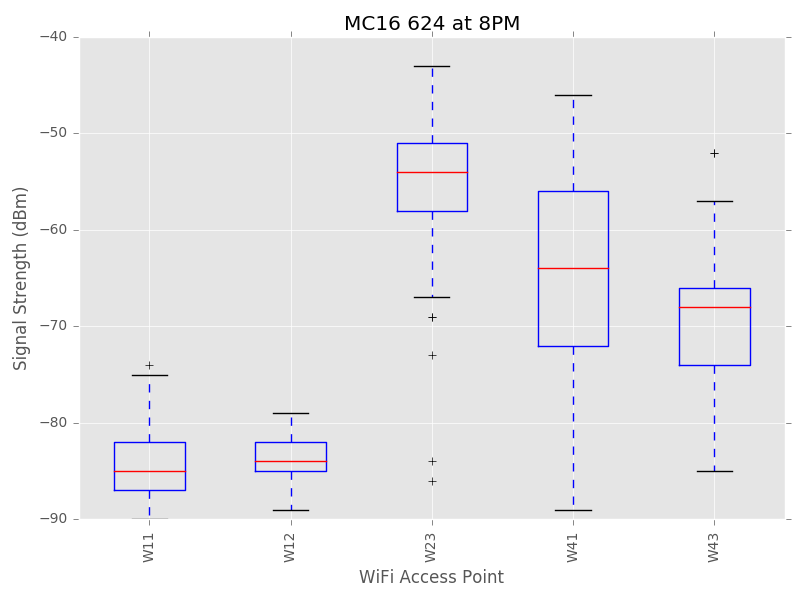 MC16 624 at 8PM
−40
−50
−60
−70
−80
−90
Signal Strength (dBm)
W11
W12
W23
W41
W43
WiFi Access Point